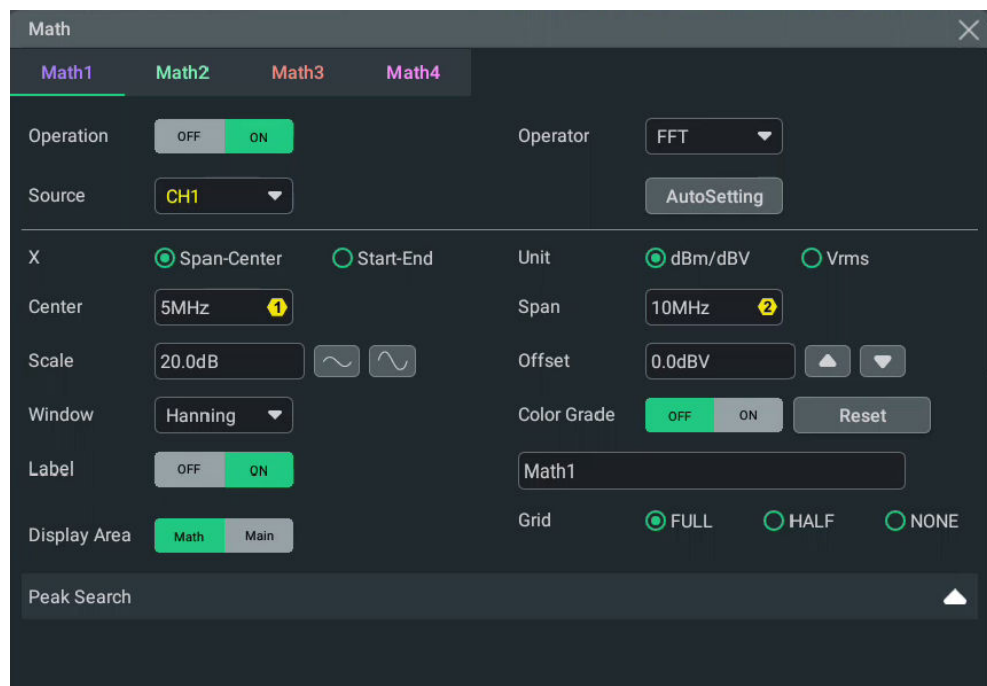 Math
Math1 Math2 Math3 Math4
Operation OFF ON Operator FFT
Source CH1 AutoSetting
X Span-Center Start-End Unit dBm/dBV Vrms
Center 5MHz 1 Span 10MHz 2
Scale 20.0dB Offset 0.0dBV
Window Hanning Color Grade OFF ON Reset
Label OFF ON Math1
Display Area Math Main Grid FULL HALF NONE
Peak Search